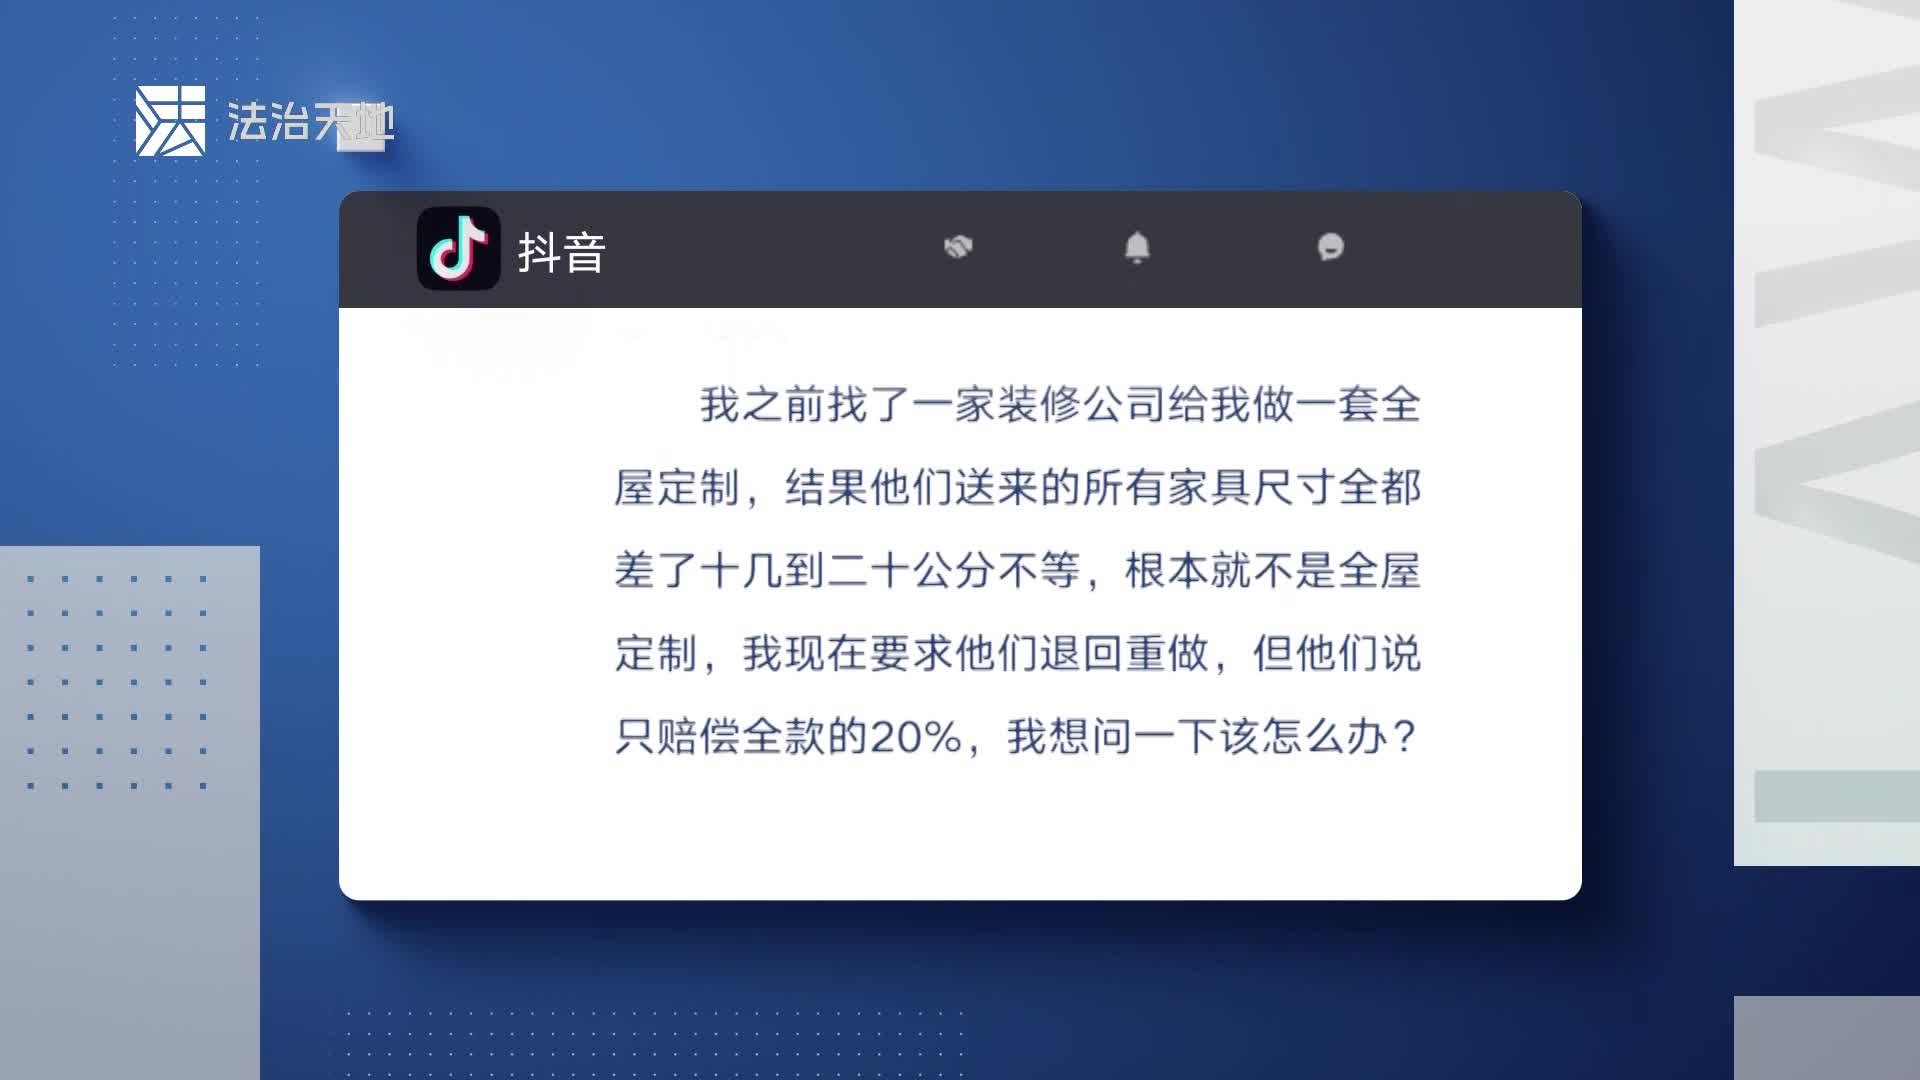 法治天地
抖音
我之前找了一家装修公司给我做一套全
屋定制，结果他们送来的所有家具尺寸全都
差了十几到二十公分不等，根本就不是全屋
定制，我现在要求他们退回重做，但他们说
只赔偿全款的20%，我想问一下该怎么办？